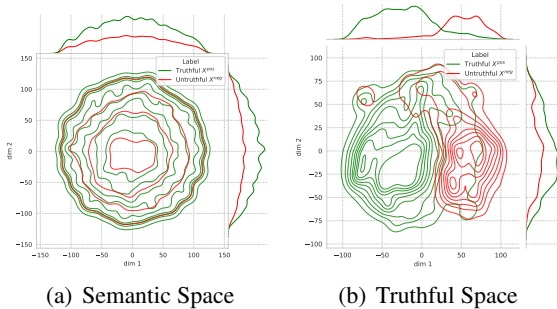 Label
Truthful X^pos
Untruthful X^neg
dim 2
150
100
50
0
−50
−100
−150
−150 −100 −50 0 50 100 150
dim 1
(a) Semantic Space
Label
Truthful X^pos
Untruthful X^neg
dim 2
100
75
50
25
0
−25
−50
−75
−100
−100 −50 0 50 100
dim 1
(b) Truthful Space